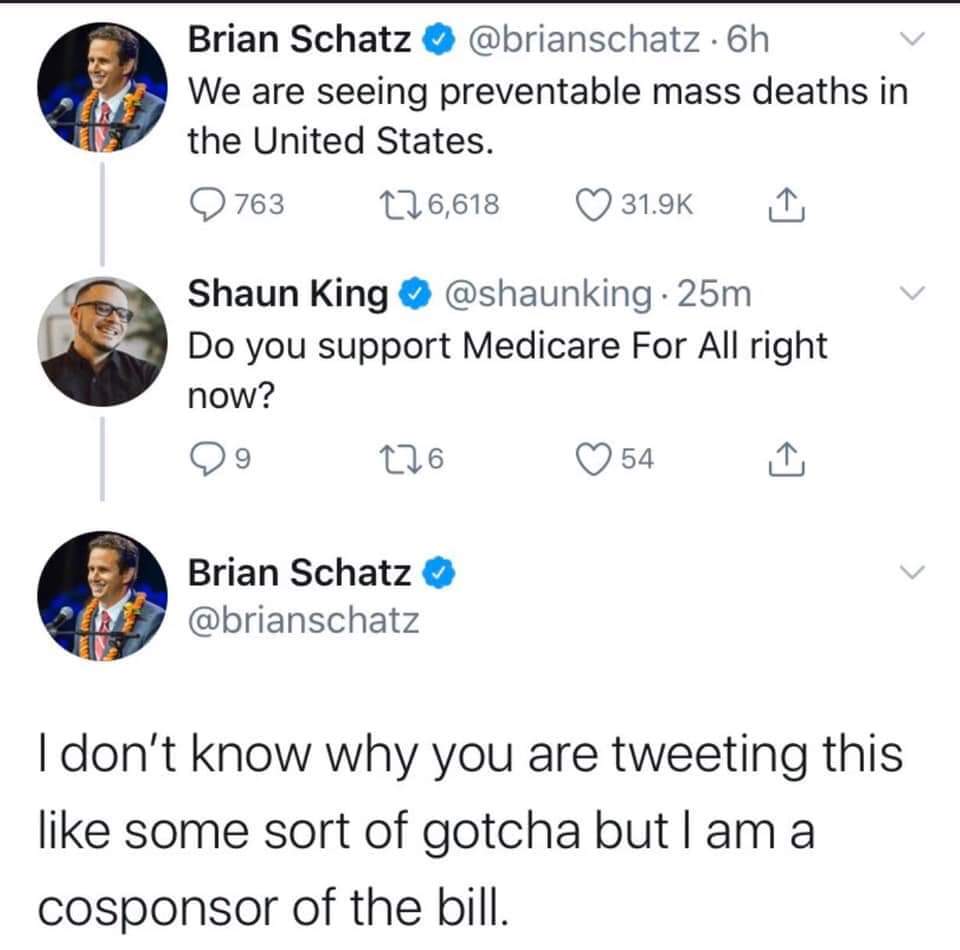 Brian Schatz @brianschatz · 6h
We are seeing preventable mass deaths in
the United States.
763 6,618 31.9K
Shaun King @shaunking · 25m
Do you support Medicare For All right
now?
9 6 54
Brian Schatz
@brianschatz
I don't know why you are tweeting this
like some sort of gotcha but I am a
cosponsor of the bill.